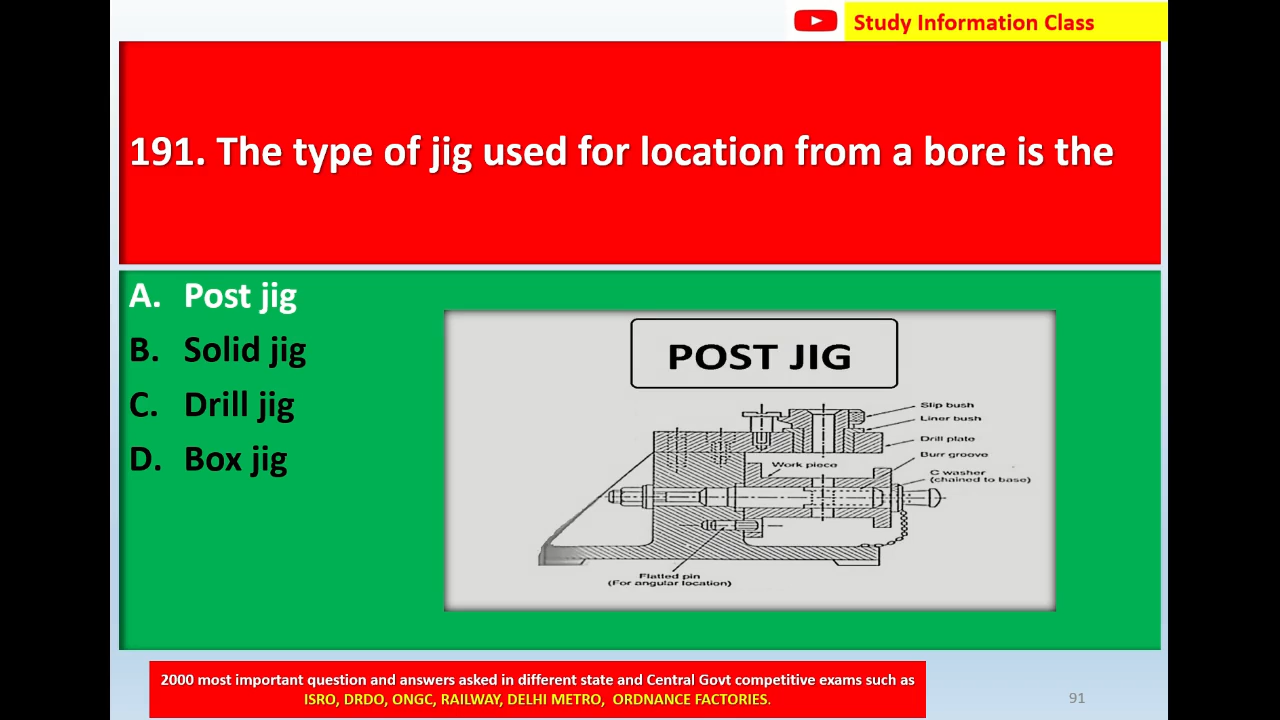 Study Information Class
191. The type of jig used for location from a bore is the
A. Post jig
B. Solid jig
C. Drill jig
D. Box jig
POST JIG
Slip bush
Liner bush
Drill plate
Burr groove
Work piece
C washer
(chained to base)
Flatted pin
(For angular location)
2000 most important question and answers asked in different state and Central Govt competitive exams such as
ISRO, DRDO, ONGC, RAILWAY, DELHI METRO, ORDNANCE FACTORIES.
91